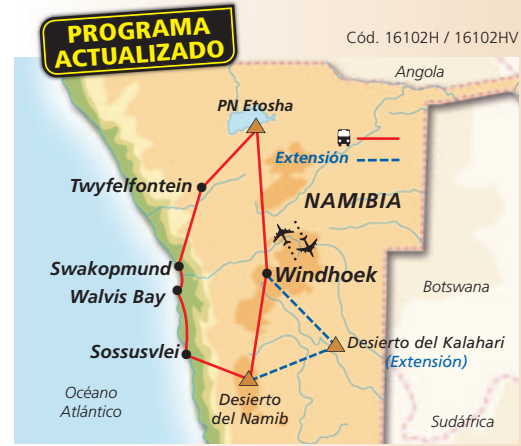 PROGRAMA
ACTUALIZADO
Cód. 16102H / 16102HV
Angola
PN Etosha
Extensión
Twyfelfontein
NAMIBIA
Swakopmund
Windhoek
Walvis Bay
Botswana
Sossusvlei
Desierto del Kalahari
(Extensión)
Océano
Atlántico
Desierto
del Namib
Sudáfrica